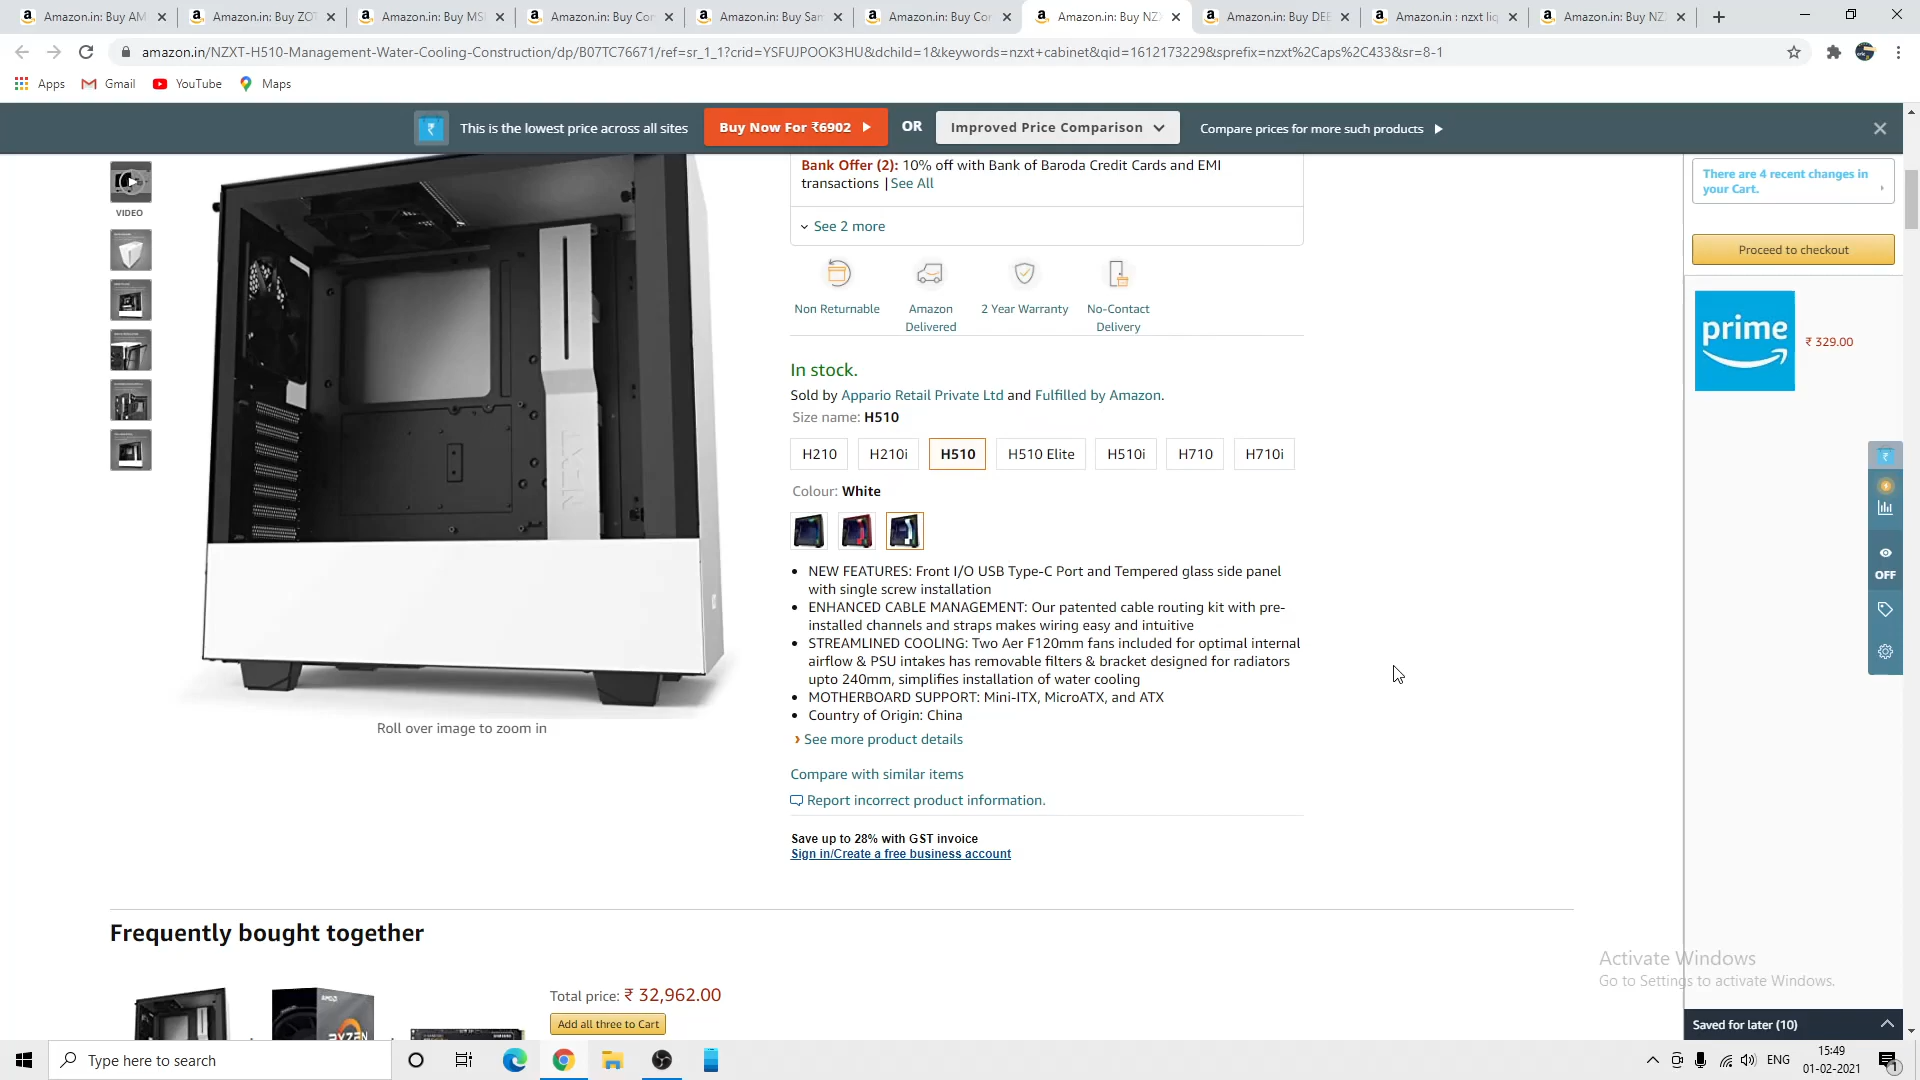 Amazon.in: Buy AM
Amazon.in: Buy ZOT
Amazon.in: Buy MSI
Amazon.in: Buy Cor
Amazon.in: Buy Sam
Amazon.in: Buy Cor
Amazon.in: Buy NZX
Amazon.in: Buy DEE
Amazon.in : nzxt liq
Amazon.in: Buy NZX
amazon.in/NZXT-H510-Management-Water-Cooling-Construction/dp/B07TC76671/ref=sr_1_1?crid=YSFUJPOOK3HU&dchild=1&keywords=nzxt+cabinet&qid=1612173229&sprefix=nzxt%2Caps%2C433&sr=8-1
Apps Gmail YouTube Maps
This is the lowest price across all sites Buy Now For ₹6902 OR Improved Price Comparison Compare prices for more such products
Bank Offer (2): 10% off with Bank of Baroda Credit Cards and EMI
transactions | See All
See 2 more
VIDEO
Non Returnable
Amazon
Delivered
2 Year Warranty
No-Contact
Delivery
In stock.
Sold by Appario Retail Private Ltd and Fulfilled by Amazon.
Size name: H510
H210 H210i H510 H510 Elite H510i H710 H710i
Colour: White
NZXT
• NEW FEATURES: Front I/O USB Type-C Port and Tempered glass side panel
with single screw installation
• ENHANCED CABLE MANAGEMENT: Our patented cable routing kit with pre-
installed channels and straps makes wiring easy and intuitive
• STREAMLINED COOLING: Two Aer F120mm fans included for optimal internal
airflow & PSU intakes has removable filters & bracket designed for radiators
upto 240mm, simplifies installation of water cooling
• MOTHERBOARD SUPPORT: Mini-ITX, MicroATX, and ATX
• Country of Origin: China
› See more product details
Roll over image to zoom in
Compare with similar items
Report incorrect product information.
Save up to 28% with GST invoice
Sign in/Create a free business account
Frequently bought together
AMD
RYZEN
Total price: ₹ 32,962.00
Add all three to Cart
There are 4 recent changes in
your Cart.
Proceed to checkout
prime
₹ 329.00
OFF
Activate Windows
Go to Settings to activate Windows.
Saved for later (10)
Type here to search
ENG
15:49
01-02-2021
1